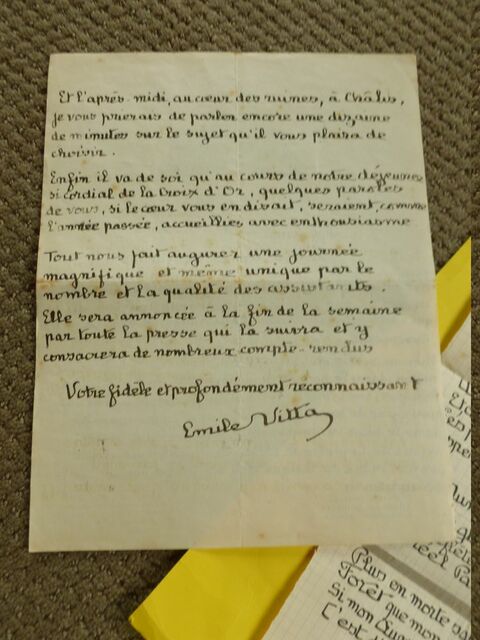 Et l'après-midi, au cœur des ruines, à Châlis,
je vous prierais de parler encore une dizaine
de minutes sur le sujet qu'il vous plaira de
choisir.
Enfin il va de soi qu'au cours de notre déjeuner
si cordial de la Croix d'Or, quelques paroles
de vous, si le cœur vous en disait, seraient, comme
l'année passée, accueillies avec enthousiasme
Tout nous fait augurer une journée
magnifique et même unique par le
nombre et la qualité des assistants.
Elle sera annoncée à la fin de la semaine
par toute la presse qui la suivra et y
consacrera de nombreux compte-rendus
Votre fidèle et profondément reconnaissant
Emile Vitta
Plus en morte
Forêt que mon
Si mon
C'est